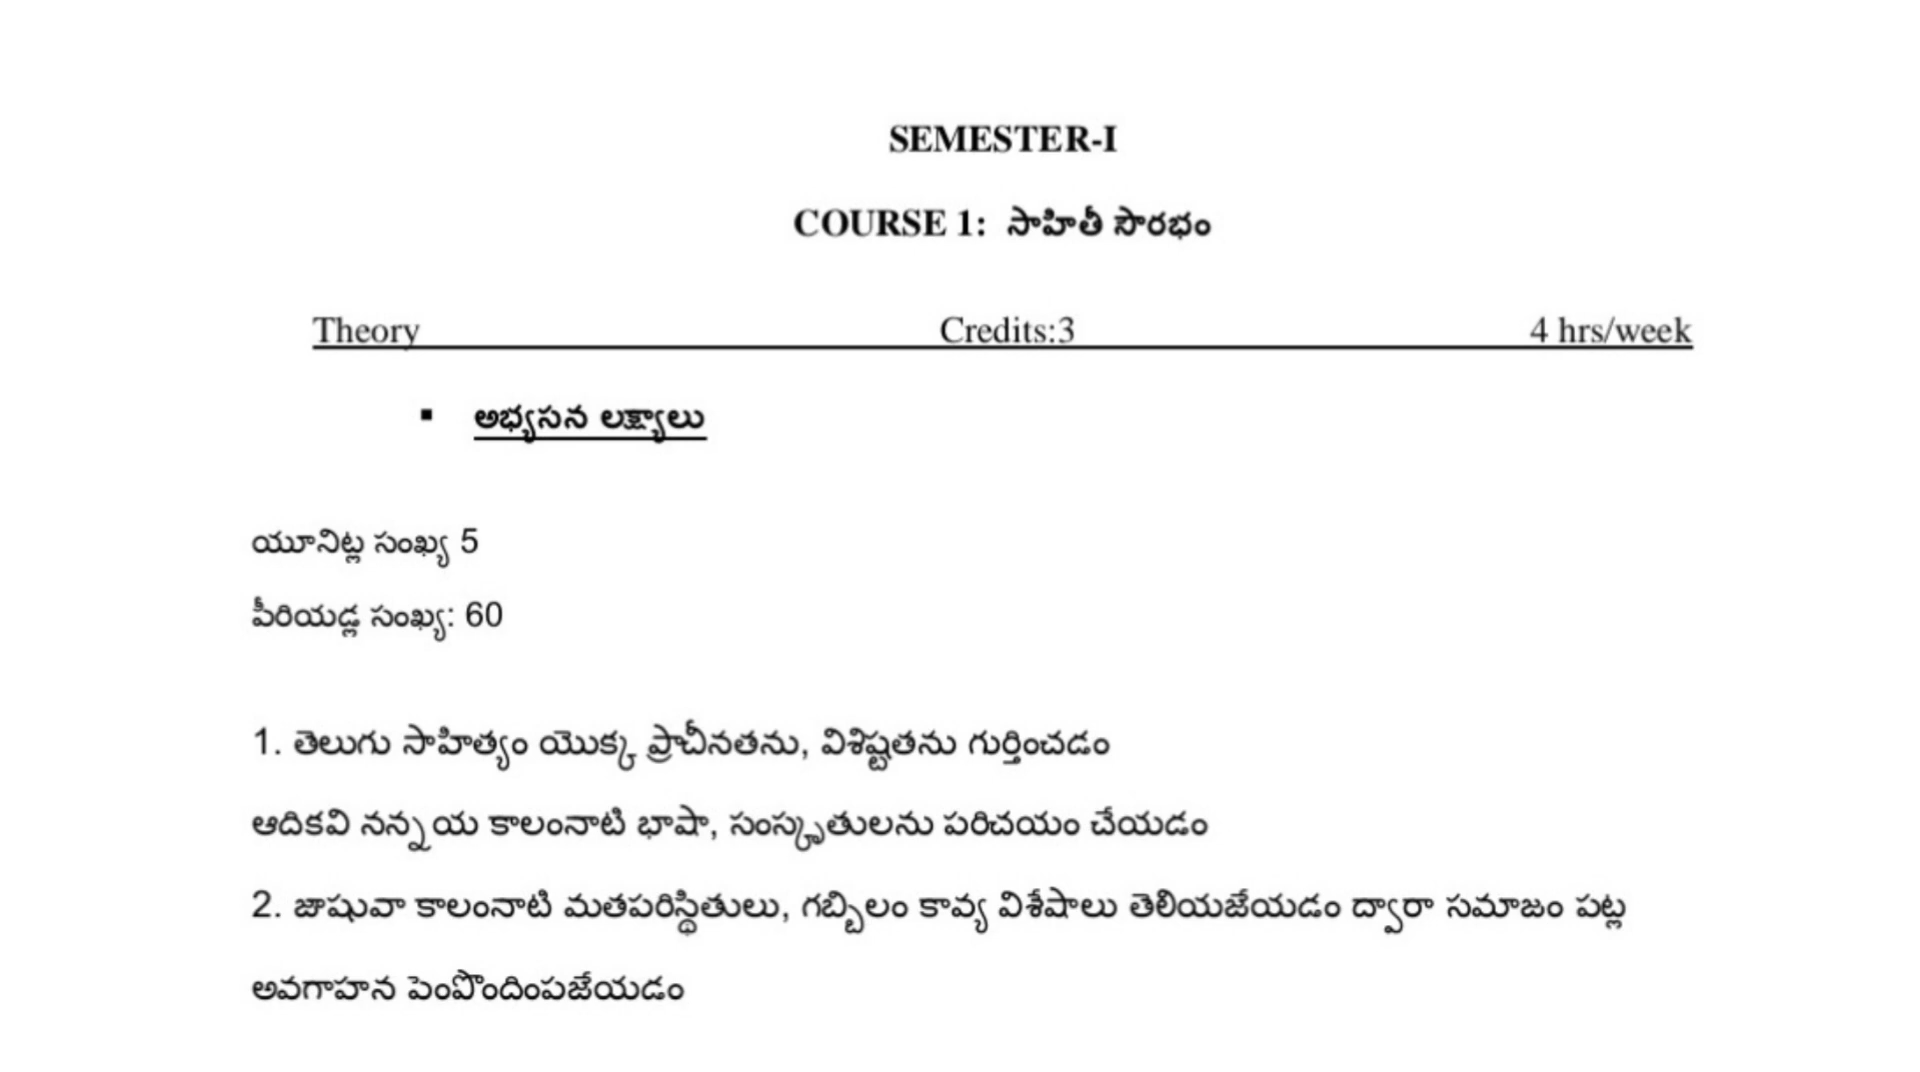 SEMESTER-I
COURSE 1: సాహితీ సౌరభం
Theory Credits:3 4 hrs/week
▪ అభ్యసన లక్ష్యాలు
యూనిట్ల సంఖ్య 5
పీరియడ్ల సంఖ్య: 60
1. తెలుగు సాహిత్యం యొక్క ప్రాచీనతను, విశిష్టతను గుర్తించడం
ఆదికవి నన్నయ కాలంనాటి భాషా, సంస్కృతులను పరిచయం చేయడం
2. జాషువా కాలంనాటి మతపరిస్థితులు, గబ్బిలం కావ్య విశేషాలు తెలియజేయడం ద్వారా సమాజం పట్ల
అవగాహన పెంపొందింపజేయడం